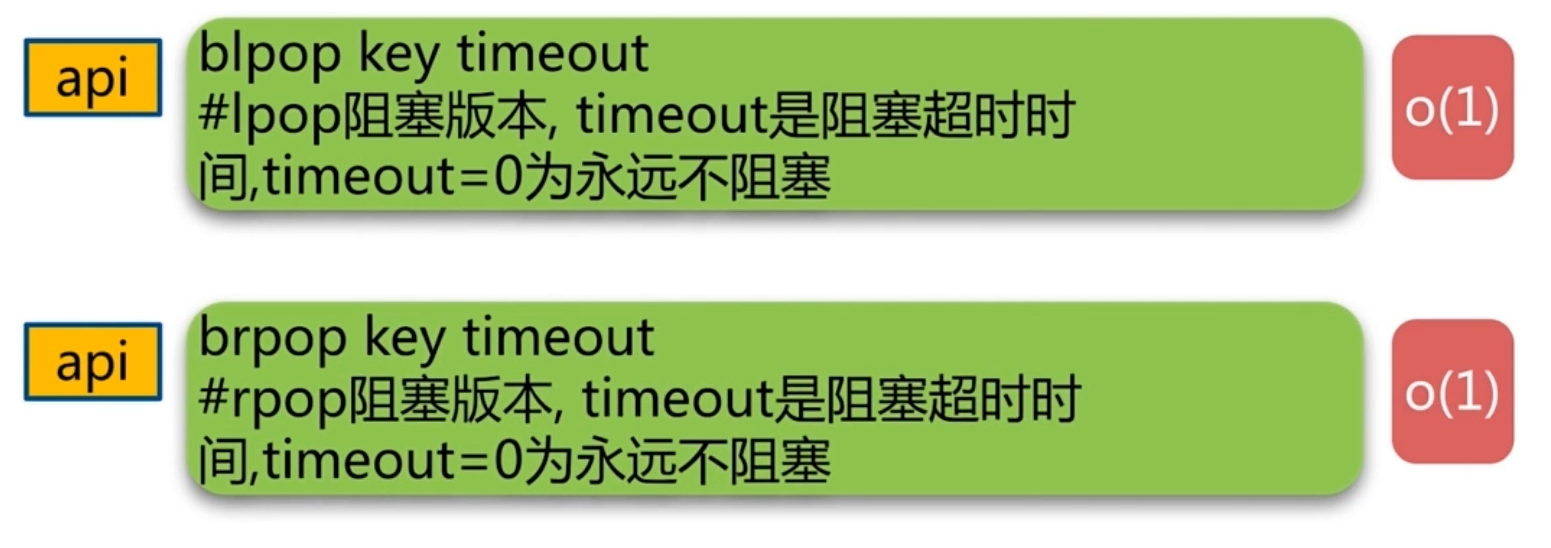 api
blpop key timeout
#lpop阻塞版本, timeout是阻塞超时时
间,timeout=0为永远不阻塞
o(1)
api
brpop key timeout
#rpop阻塞版本, timeout是阻塞超时时
间,timeout=0为永远不阻塞
o(1)